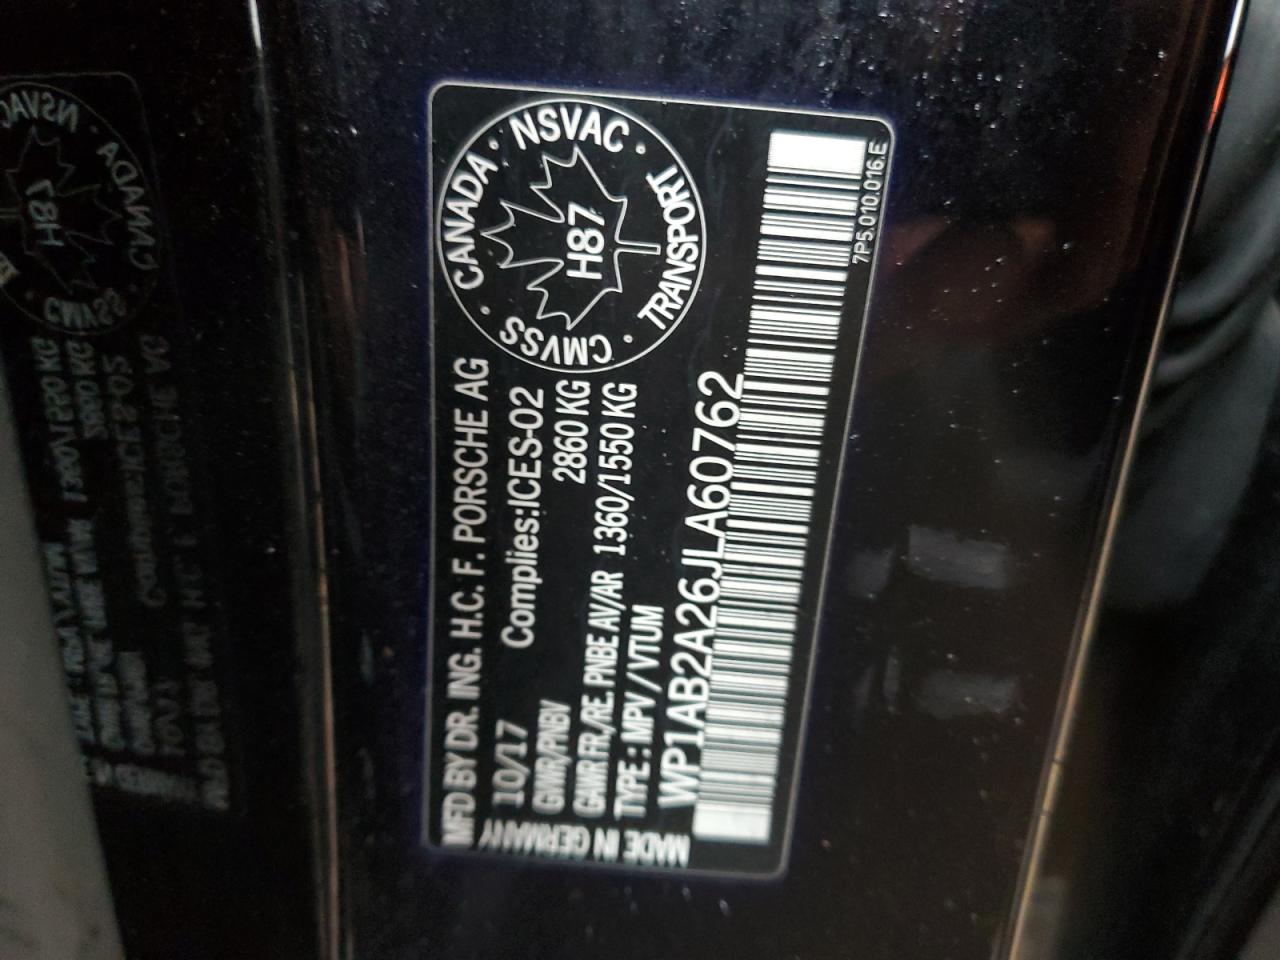 MFD BY DR. ING. H.C. F. PORSCHE AG
10/17 Complies:ICES-02
GVWR/PNBV 2860 KG
GAWR FR./RE. PNBE AV/AR 1360/1550 KG
TYPE : MPV / VTUM
WP1AB2A26JLA60762
MADE IN GERMANY
CANADA · NSVAC · TRANSPORT · CMVSS ·
H87
7P5.010.016.E